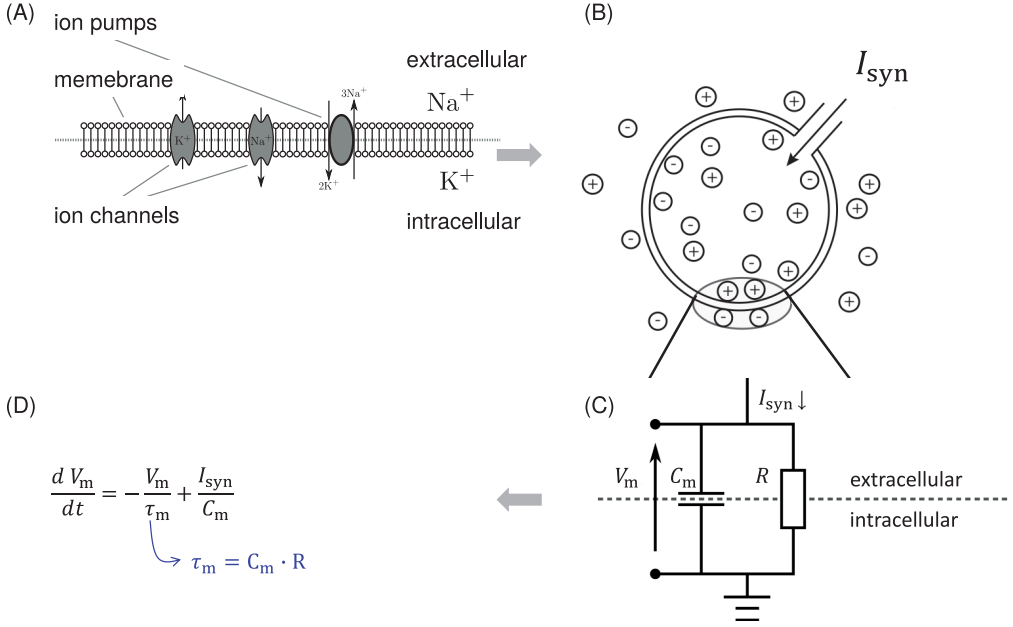 (A)
ion pumps
memebrane
extracellular
3Na⁺
Na⁺
K⁺
Na⁺
2K⁺
K⁺
ion channels
intracellular
(B)
I_syn
+ + - - + - - + + - + - - + + - + - + - - + + + + - - -
(D)
d V_m / dt = − V_m / τ_m + I_syn / C_m
τ_m = C_m · R
(C)
I_syn ↓
V_m
C_m
R
extracellular
intracellular